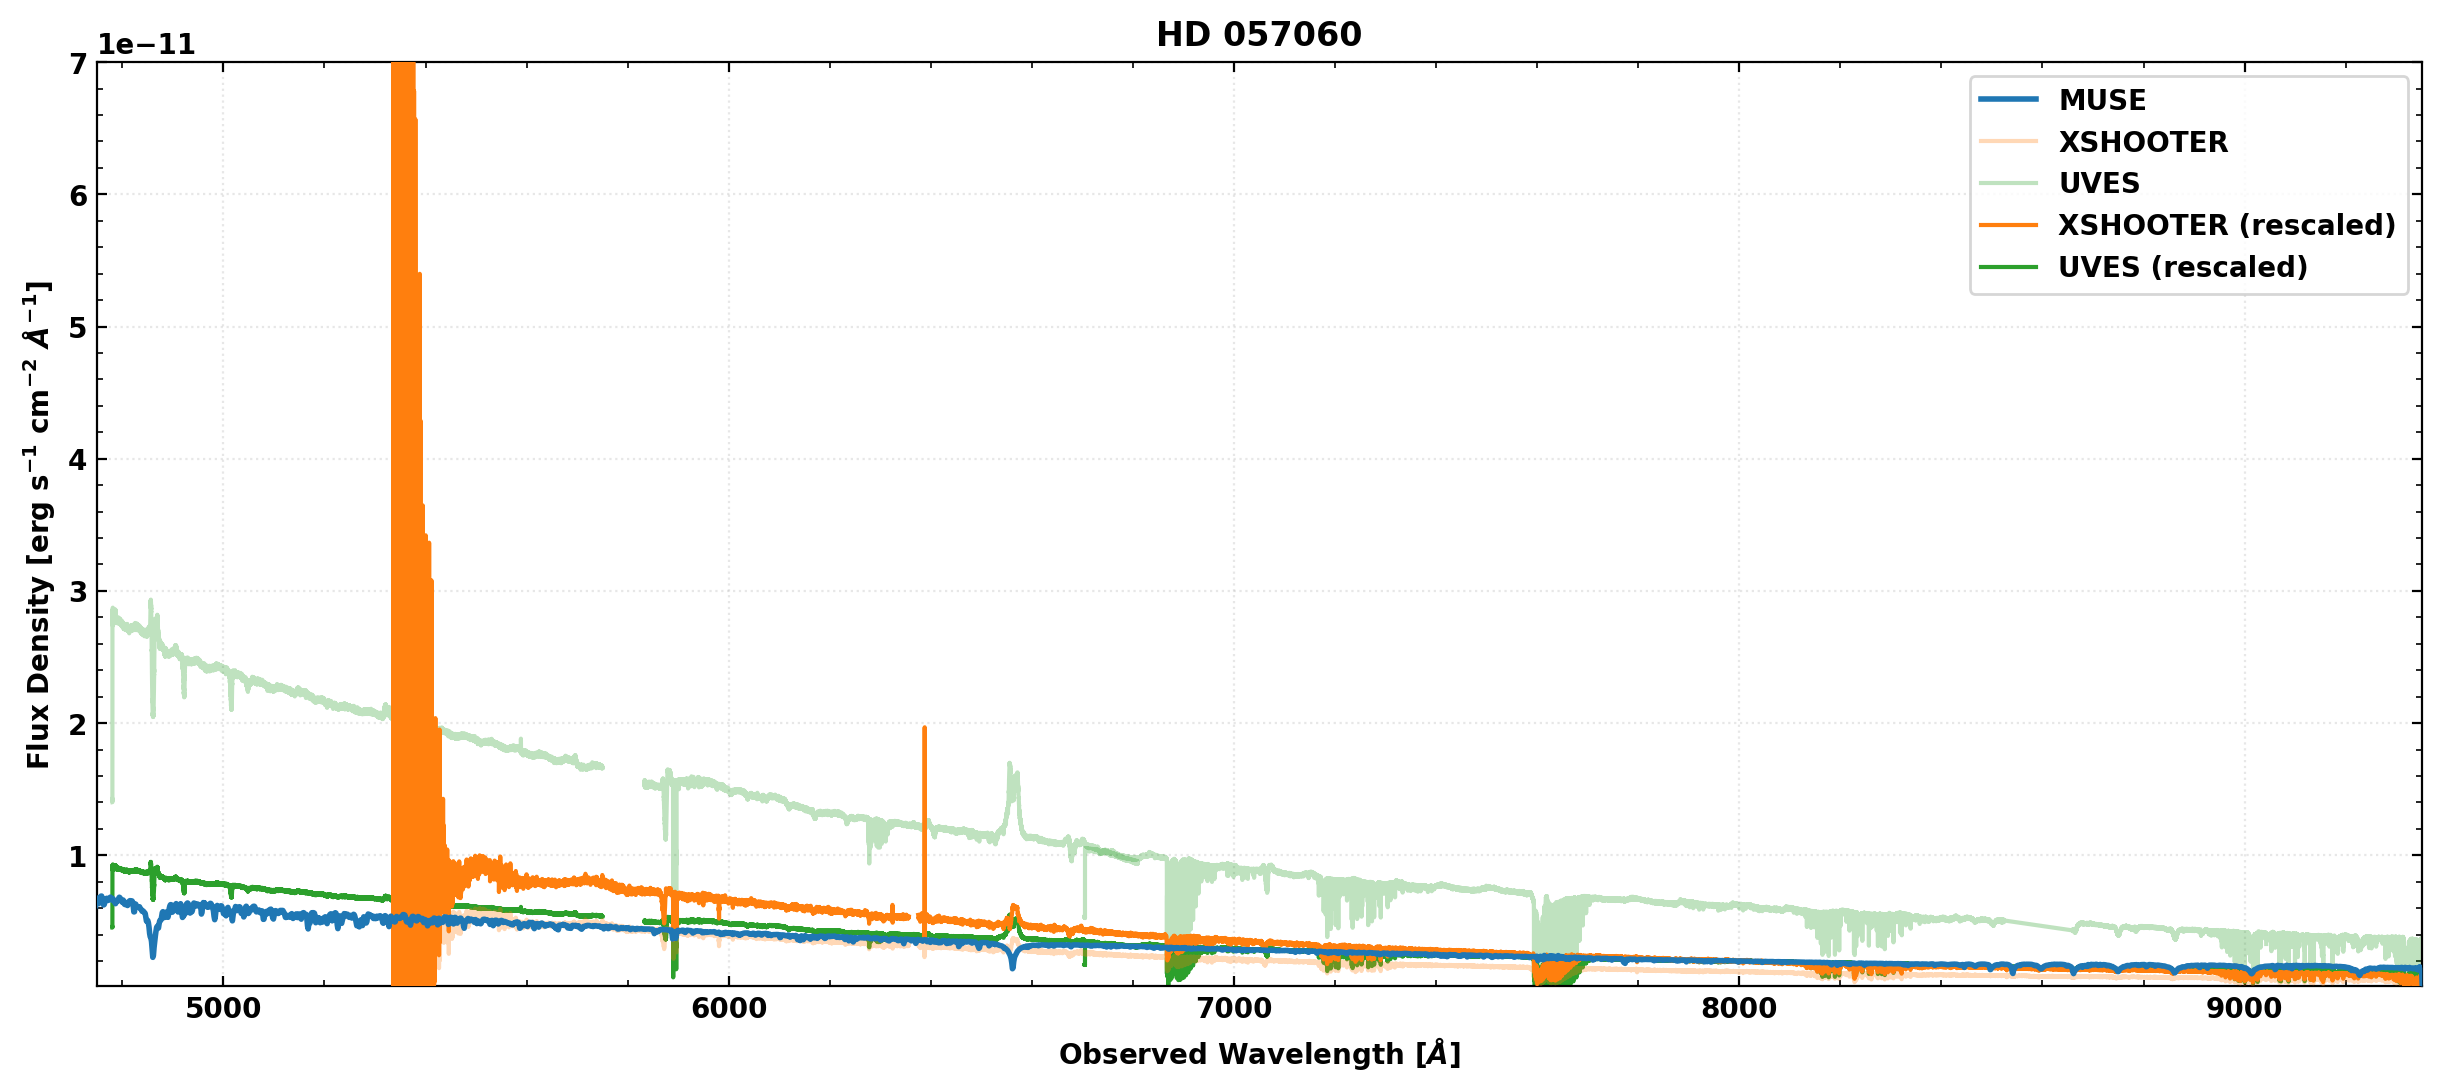 HD 057060
1e−11
7
6
5
4
3
2
1
Flux Density [erg s⁻¹ cm⁻² Å⁻¹]
MUSE
XSHOOTER
UVES
XSHOOTER (rescaled)
UVES (rescaled)
5000 6000 7000 8000 9000
Observed Wavelength [Å]